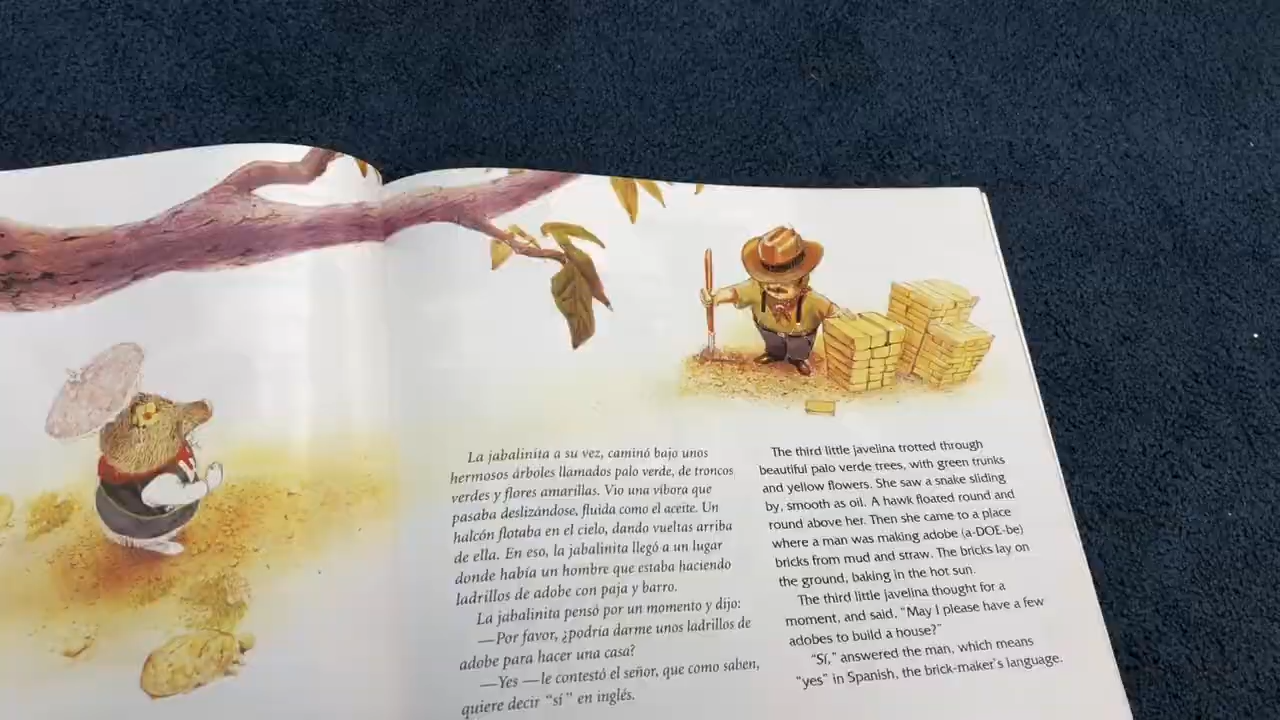 La jabalinita a su vez, caminó bajo unos
hermosos árboles llamados palo verde, de troncos
verdes y flores amarillas. Vio una víbora que
pasaba deslizándose, fluida como el aceite. Un
halcón flotaba en el cielo, dando vueltas arriba
de ella. En eso, la jabalinita llegó a un lugar
donde había un hombre que estaba haciendo
ladrillos de adobe con paja y barro.
La jabalinita pensó por un momento y dijo:
—Por favor, ¿podría darme unos ladrillos de
adobe para hacer una casa?
—Yes —le contestó el señor, que como saben,
quiere decir "sí" en inglés.
The third little javelina trotted through
beautiful palo verde trees, with green trunks
and yellow flowers. She saw a snake sliding
by, smooth as oil. A hawk floated round and
round above her. Then she came to a place
where a man was making adobe (a-DOE-be)
bricks from mud and straw. The bricks lay on
the ground, baking in the hot sun.
The third little javelina thought for a
moment, and said, "May I please have a few
adobes to build a house?"
"Sí," answered the man, which means
"yes" in Spanish, the brick-maker's language.